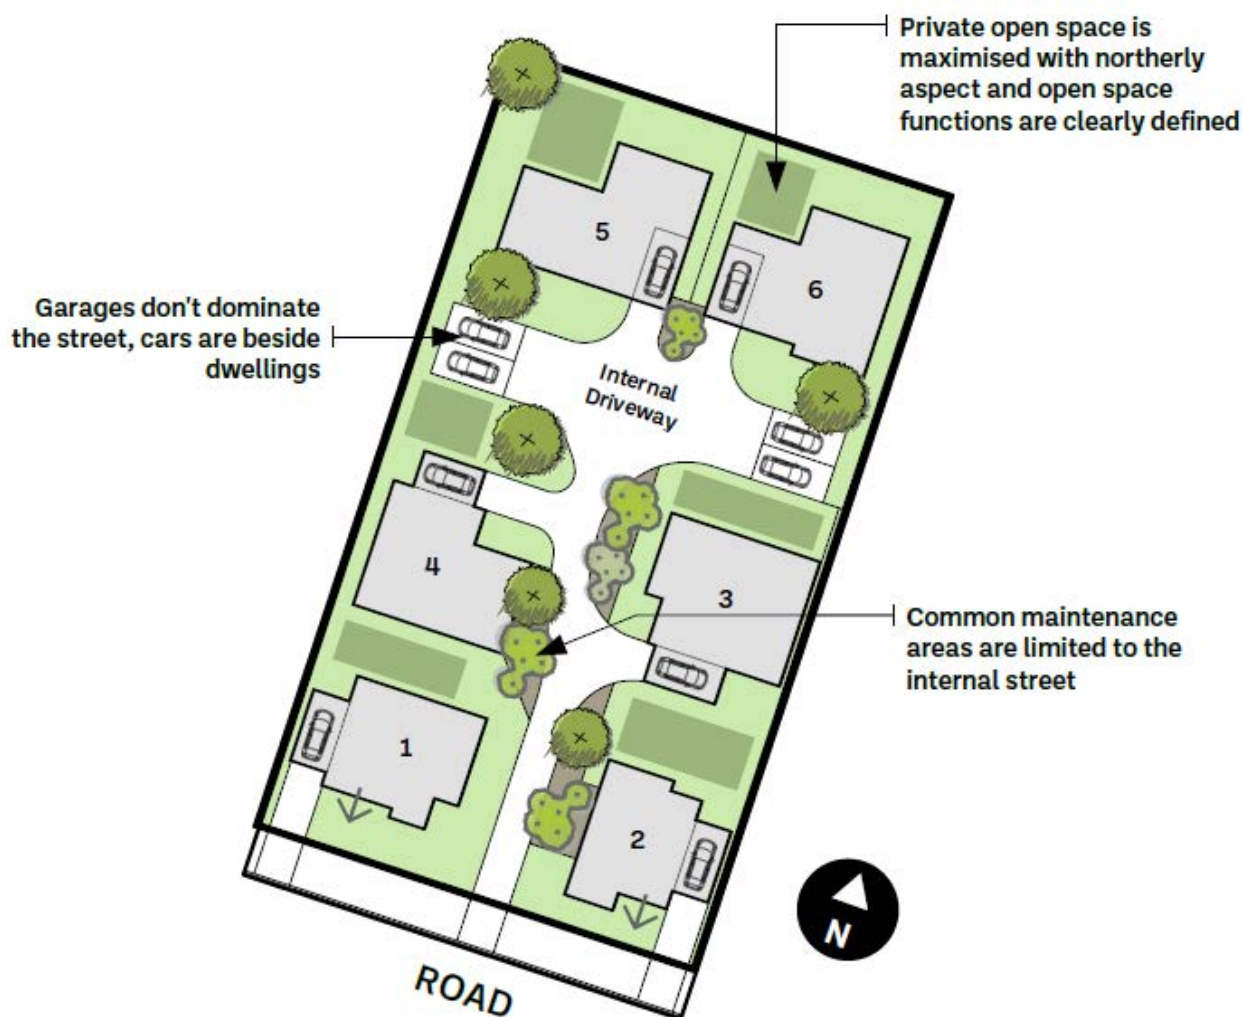 Private open space is
maximised with northerly
aspect and open space
functions are clearly defined
5
6
Garages don't dominate
the street, cars are beside
dwellings
Internal
Driveway
4
3
Common maintenance
areas are limited to the
internal street
1
2
N
ROAD